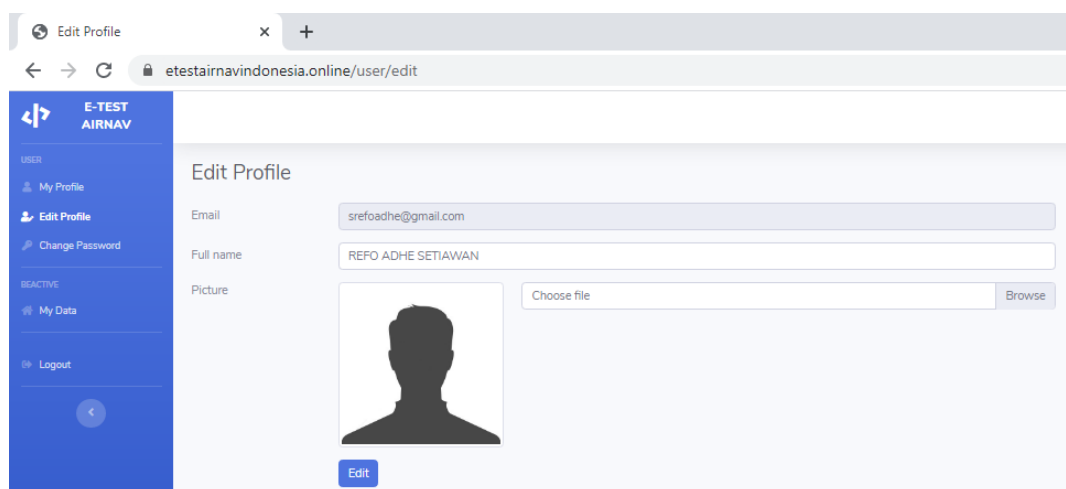 Edit Profile
etestairnavindonesia.online/user/edit
E-TEST
AIRNAV
USER
My Profile
Edit Profile
Change Password
BEACTIVE
My Data
Logout
Edit Profile
Email
srefoadhe@gmail.com
Full name
REFO ADHE SETIAWAN
Picture
Choose file
Browse
Edit